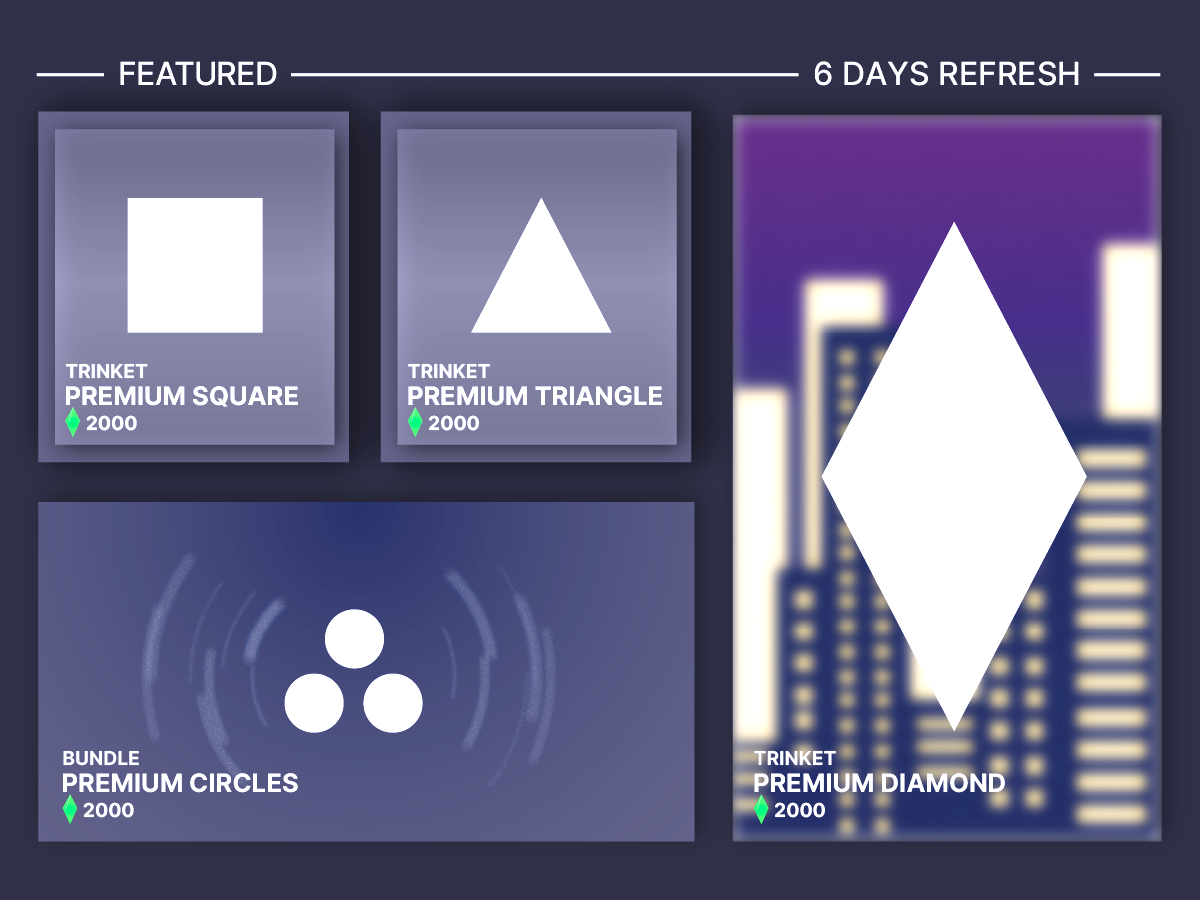 FEATURED
6 DAYS REFRESH
TRINKET
PREMIUM SQUARE
2000
TRINKET
PREMIUM TRIANGLE
2000
BUNDLE
PREMIUM CIRCLES
2000
TRINKET
PREMIUM DIAMOND
2000